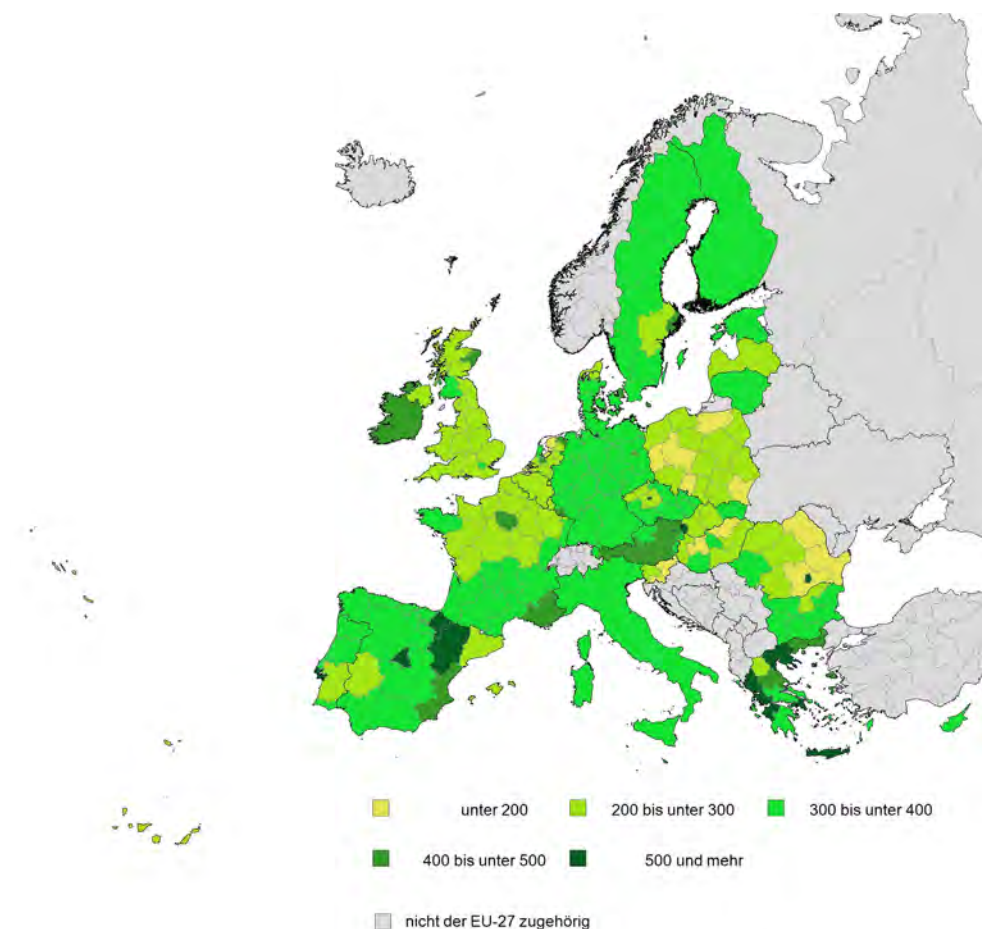 unter 200
200 bis unter 300
300 bis unter 400
400 bis unter 500
500 und mehr
nicht der EU-27 zugehörig